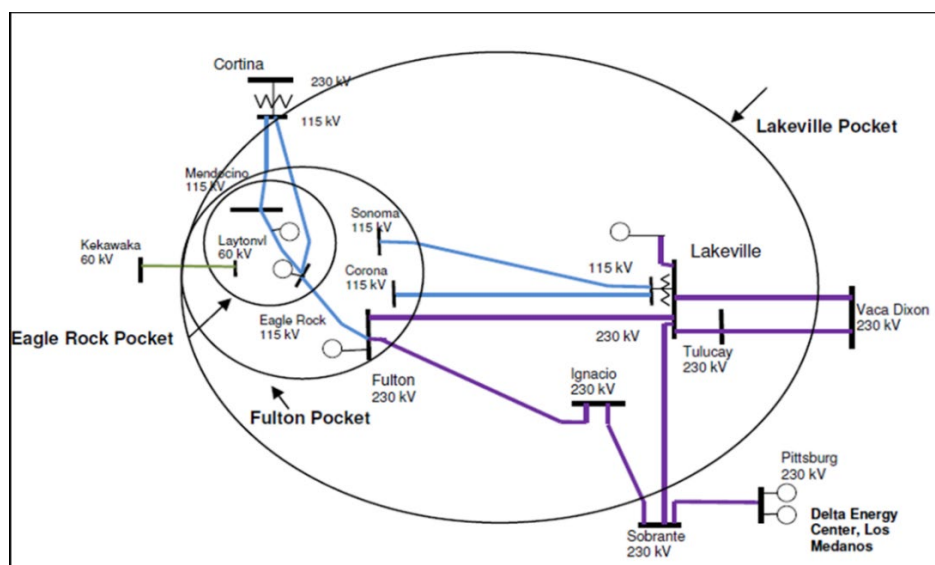 Cortina
230 kV
115 kV
Lakeville Pocket
Mendocino
115 kV
Sonoma
115 kV
Laytonvl
60 kV
Kekawaka
60 kV
Corona
115 kV
115 kV
Lakeville
Eagle Rock Pocket
Eagle Rock
115 kV
230 kV
Vaca Dixon
230 kV
Tulucay
230 kV
Fulton
230 kV
Ignacio
230 kV
Fulton Pocket
Pittsburg
230 kV
Delta Energy
Center, Los
Medanos
Sobrante
230 kV